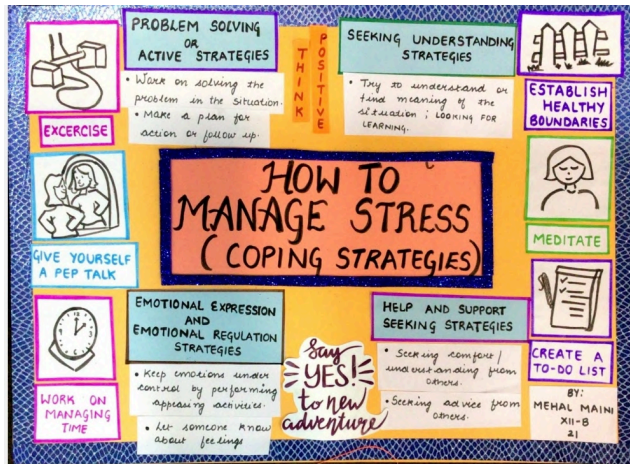 PROBLEM SOLVING
OR
ACTIVE STRATEGIES
• Work on solving the
problem in the situation.
• Make a plan for
action or follow up.
THINK
POSITIVE
SEEKING UNDERSTANDING
STRATEGIES
• Try to understand or
find meaning of the
situation ; LOOKING FOR
LEARNING.
EXCERCISE
ESTABLISH
HEALTHY
BOUNDARIES
HOW TO
MANAGE STRESS
(COPING STRATEGIES)
GIVE YOURSELF
A PEP TALK
MEDITATE
EMOTIONAL EXPRESSION
AND
EMOTIONAL REGULATION
STRATEGIES
• Keep emotions under
control by performing
appeasing activities.
• Let someone know
about feelings
Say
YES!
to new
adventure
HELP AND SUPPORT
SEEKING STRATEGIES
• Seeking comfort/
understanding from
others.
• Seeking advice from
others.
WORK ON
MANAGING
TIME
CREATE A
TO-DO LIST
BY:
MEHAL MAINI
XII-B
21